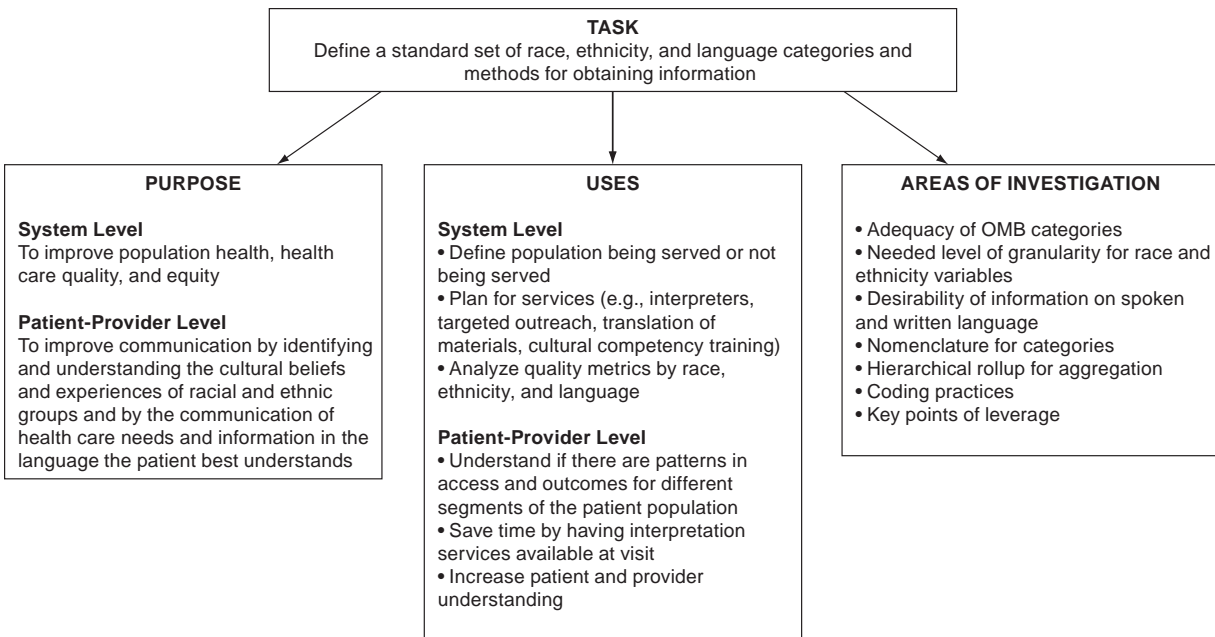 TASK
Define a standard set of race, ethnicity, and language categories and
methods for obtaining information
PURPOSE
System Level
To improve population health, health
care quality, and equity
Patient-Provider Level
To improve communication by identifying
and understanding the cultural beliefs
and experiences of racial and ethnic
groups and by the communication of
health care needs and information in the
language the patient best understands
USES
System Level
• Define population being served or not
being served
• Plan for services (e.g., interpreters,
targeted outreach, translation of
materials, cultural competency training)
• Analyze quality metrics by race,
ethnicity, and language
Patient-Provider Level
• Understand if there are patterns in
access and outcomes for different
segments of the patient population
• Save time by having interpretation
services available at visit
• Increase patient and provider
understanding
AREAS OF INVESTIGATION
• Adequacy of OMB categories
• Needed level of granularity for race and
ethnicity variables
• Desirability of information on spoken
and written language
• Nomenclature for categories
• Hierarchical rollup for aggregation
• Coding practices
• Key points of leverage